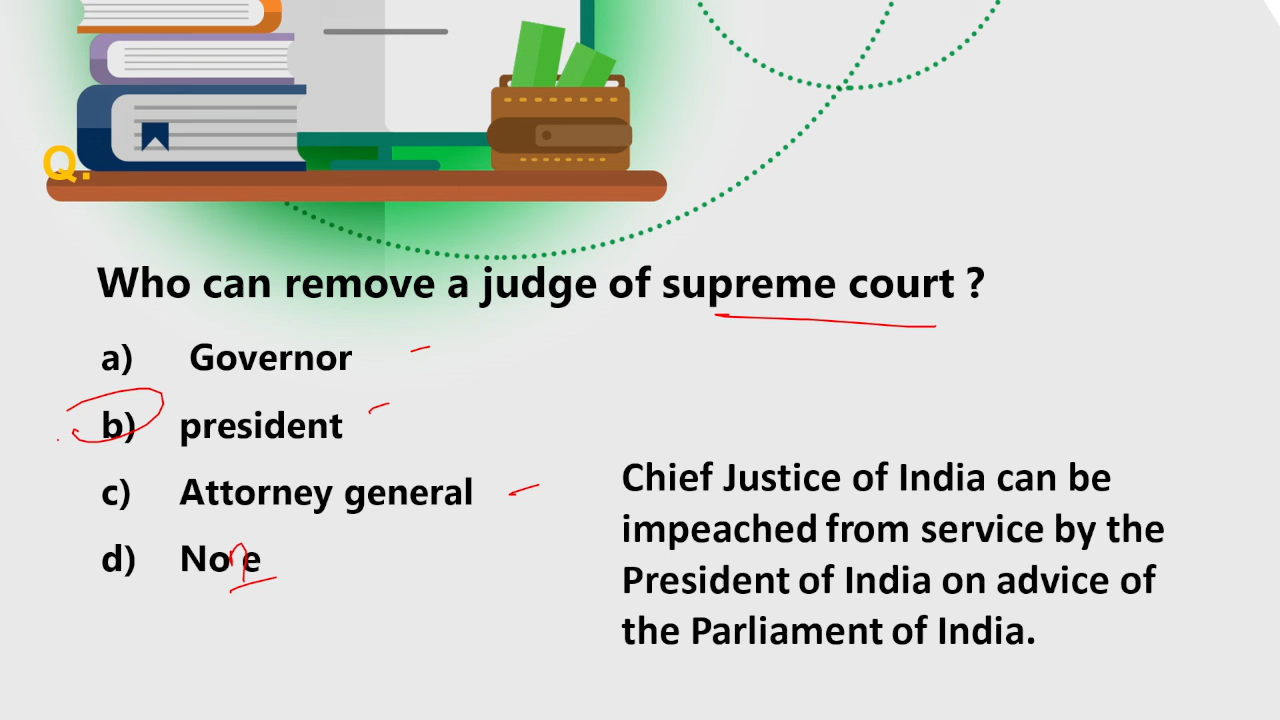 Q.
Who can remove a judge of supreme court ?
a) Governor
b) president
c) Attorney general
d) None
Chief Justice of India can be
impeached from service by the
President of India on advice of
the Parliament of India.